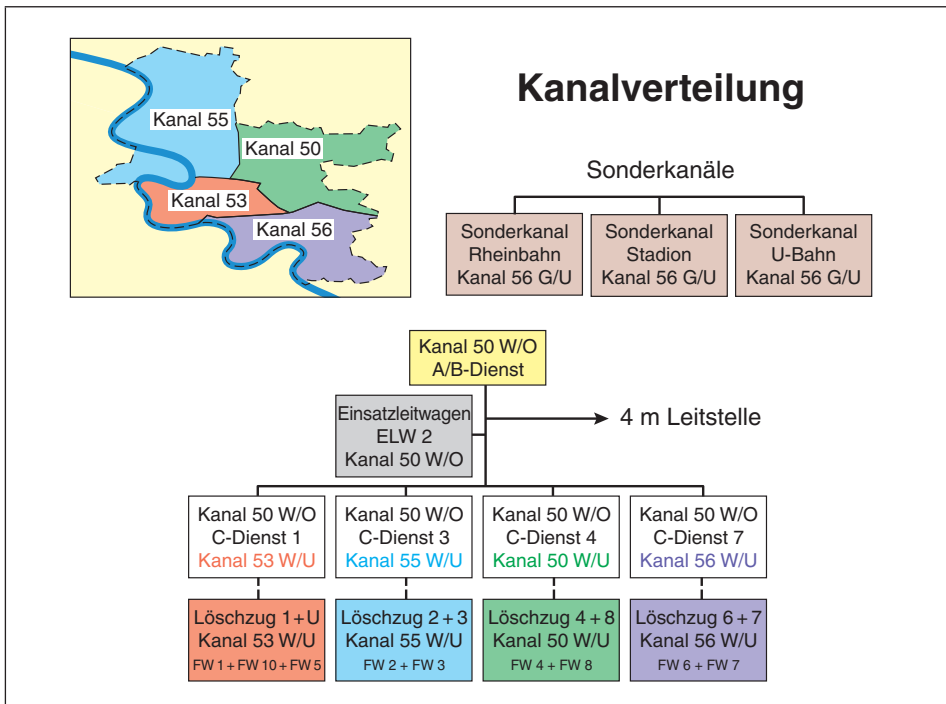 Kanalverteilung
Kanal 55
Kanal 50
Kanal 53
Kanal 56
Sonderkanäle
Sonderkanal
Rheinbahn
Kanal 56 G/U
Sonderkanal
Stadion
Kanal 56 G/U
Sonderkanal
U-Bahn
Kanal 56 G/U
Kanal 50 W/O
A/B-Dienst
Einsatzleitwagen
ELW 2
Kanal 50 W/O
4 m Leitstelle
Kanal 50 W/O
C-Dienst 1
Kanal 53 W/U
Kanal 50 W/O
C-Dienst 3
Kanal 55 W/U
Kanal 50 W/O
C-Dienst 4
Kanal 50 W/U
Kanal 50 W/O
C-Dienst 7
Kanal 56 W/U
Löschzug 1 + U
Kanal 53 W/U
FW 1 + FW 10 + FW 5
Löschzug 2 + 3
Kanal 55 W/U
FW 2 + FW 3
Löschzug 4 + 8
Kanal 50 W/U
FW 4 + FW 8
Löschzug 6 + 7
Kanal 56 W/U
FW 6 + FW 7